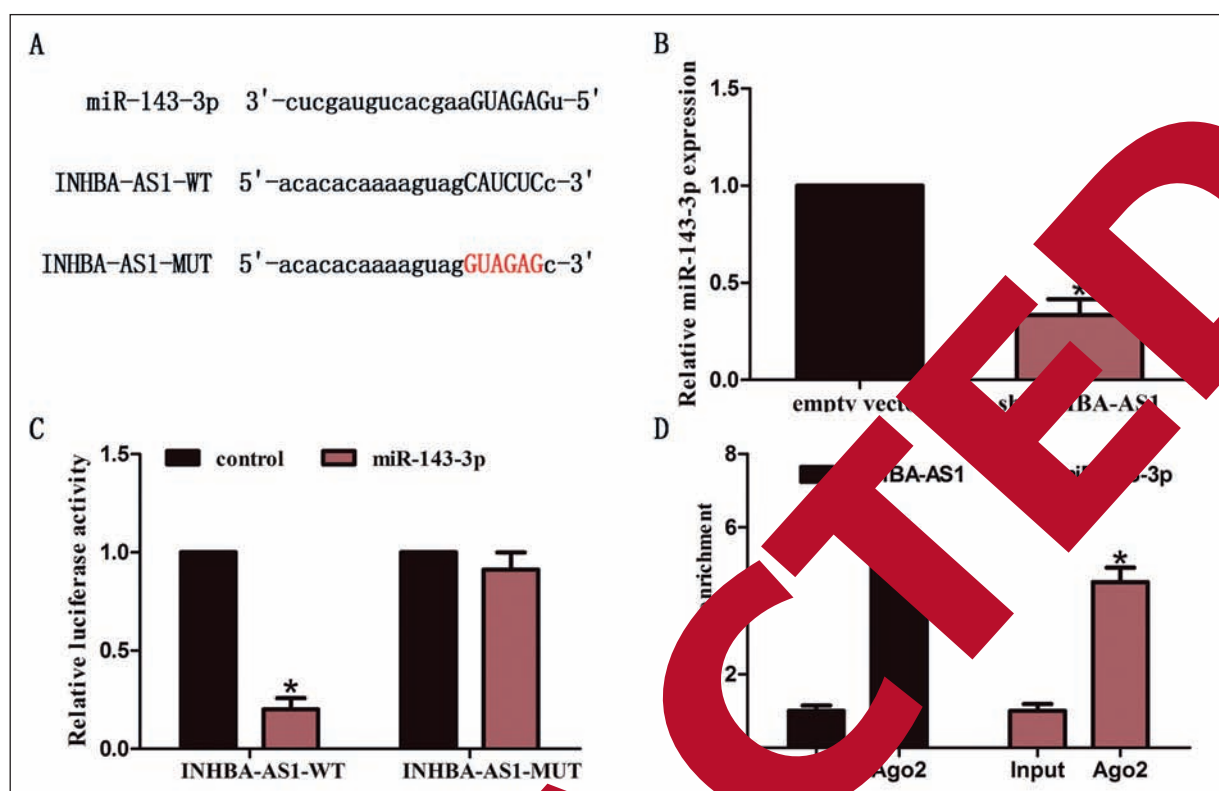 A
miR-143-3p 3'-cucgaugucacgaaGUAGAGu-5'
INHBA-AS1-WT 5'-acacacaaaaguagCAUCUCc-3'
INHBA-AS1-MUT 5'-acacacaaaaguagGUAGAGc-3'
B
Relative miR-143-3p expression
1.5
1.0
0.5
0.0
*
empty
C
Relative luciferase activity
control miR-143-3p
1.5
1.0
0.5
0.0
*
INHBA-AS1-WT INHBA-AS1-MUT
D
8
6
2
*
Ago2 Input Ago2
CTED